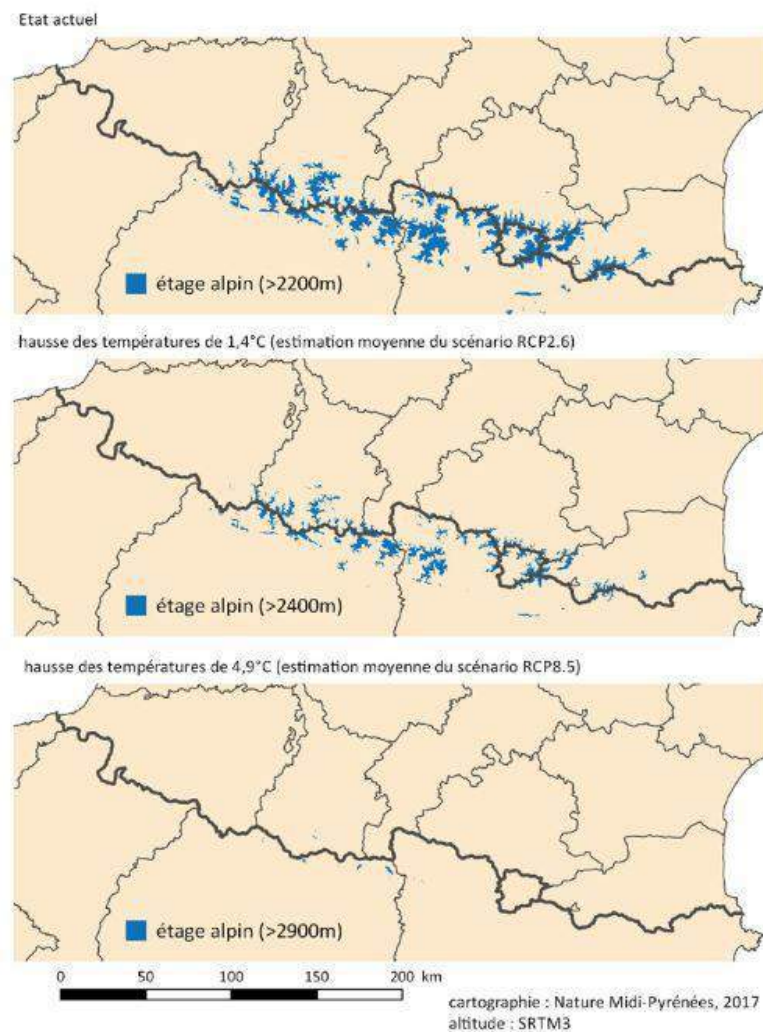 Etat actuel
étage alpin (>2200m)
hausse des températures de 1,4°C (estimation moyenne du scénario RCP2.6)
étage alpin (>2400m)
hausse des températures de 4,9°C (estimation moyenne du scénario RCP8.5)
étage alpin (>2900m)
0 50 100 150 200 km
cartographie : Nature Midi-Pyrénées, 2017
altitude : SRTM3